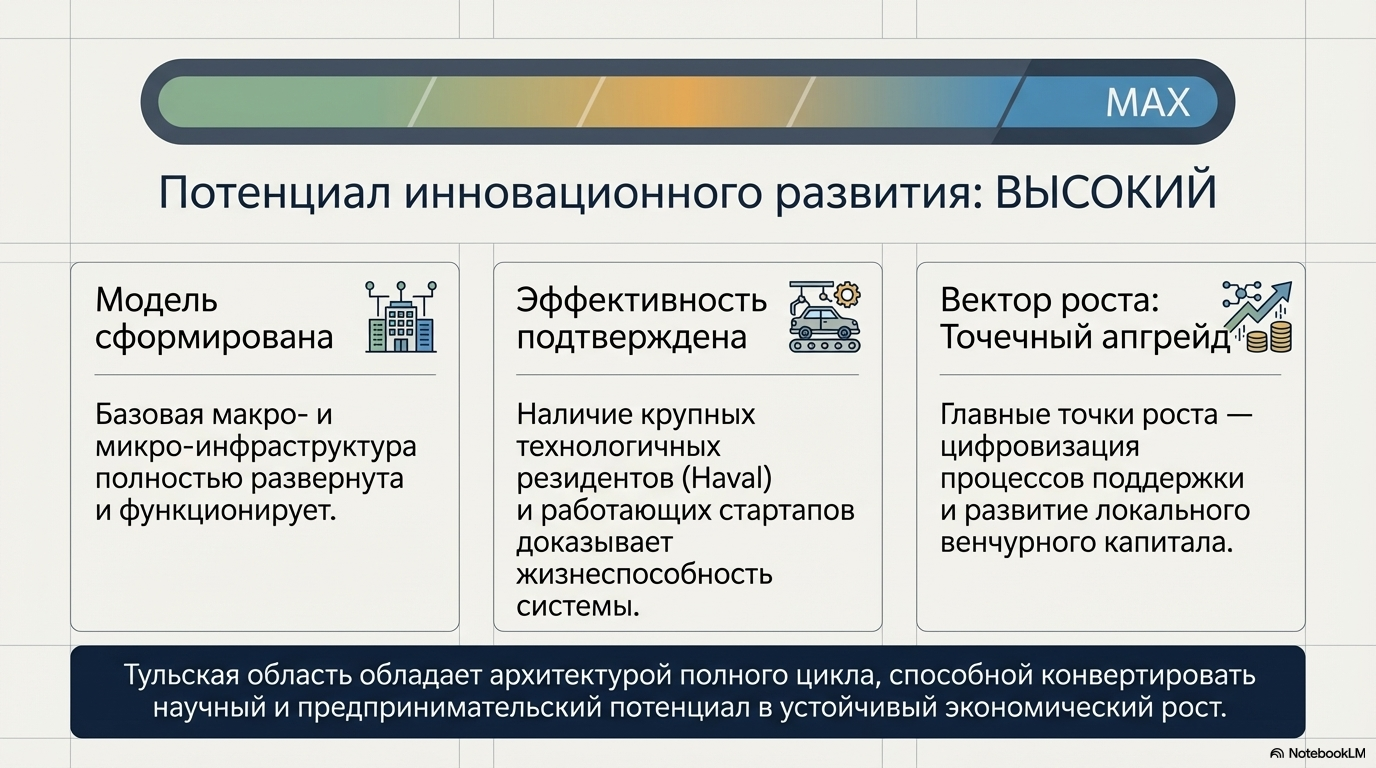 MAX
Потенциал инновационного развития: ВЫСОКИЙ
Модель
сформирована
Базовая макро- и
микро-инфраструктура
полностью развернута
и функционирует.
Эффективность
подтверждена
Наличие крупных
технологичных
резидентов (Haval)
и работающих стартапов
доказывает
жизнеспособность
системы.
Вектор роста:
Точечный апгрейд
Главные точки роста —
цифровизация
процессов поддержки
и развитие локального
венчурного капитала.
Тульская область обладает архитектурой полного цикла, способной конвертировать
научный и предпринимательский потенциал в устойчивый экономический рост.
NotebookLM